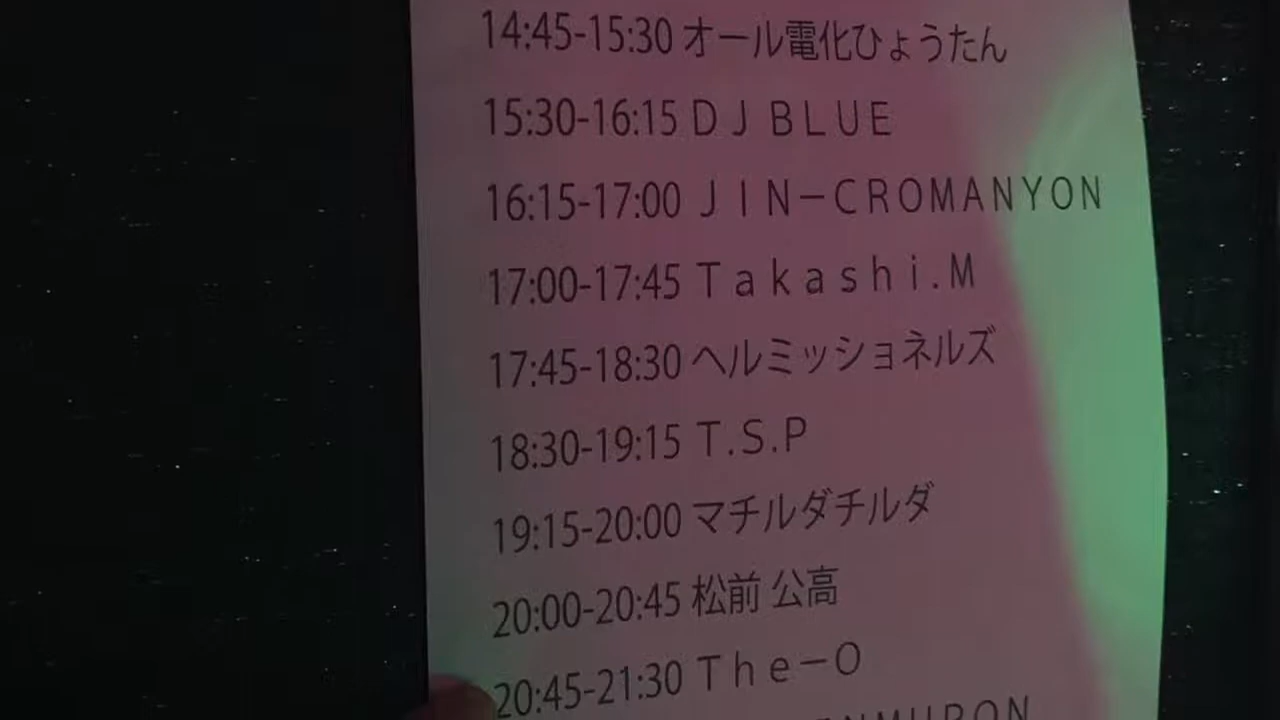 14:45-15:30 オール電化ひょうたん
15:30-16:15 ＤＪ ＢＬＵＥ
16:15-17:00 ＪＩＮ－ＣＲＯＭＡＮＹＯＮ
17:00-17:45 Ｔａｋａｓｈｉ.Ｍ
17:45-18:30 ヘルミッショネルズ
18:30-19:15 Ｔ.Ｓ.Ｐ
19:15-20:00 マチルダチルダ
20:00-20:45 松前 公高
20:45-21:30 Ｔｈｅ－Ｏ